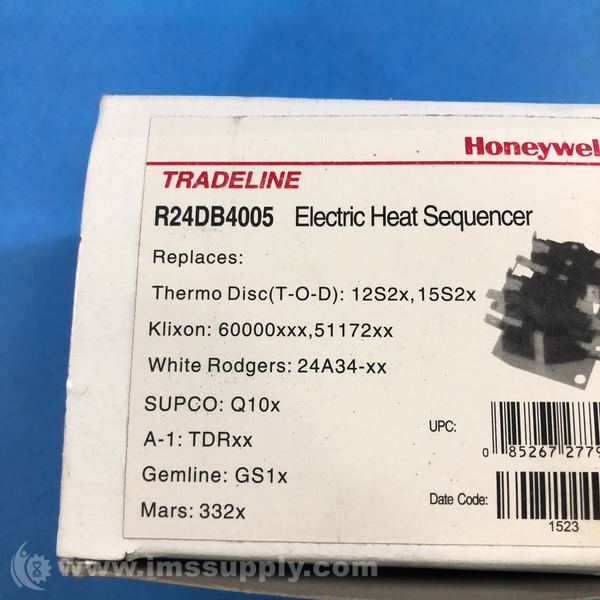 Honeywel
TRADELINE
R24DB4005 Electric Heat Sequencer
Replaces:
Thermo Disc(T-O-D): 12S2x,15S2x
Klixon: 60000xxx,51172xx
White Rodgers: 24A34-xx
SUPCO: Q10x
A-1: TDRxx
Gemline: GS1x
Mars: 332x
UPC:
0 85267 2779
Date Code:
1523
www.imssupply.com